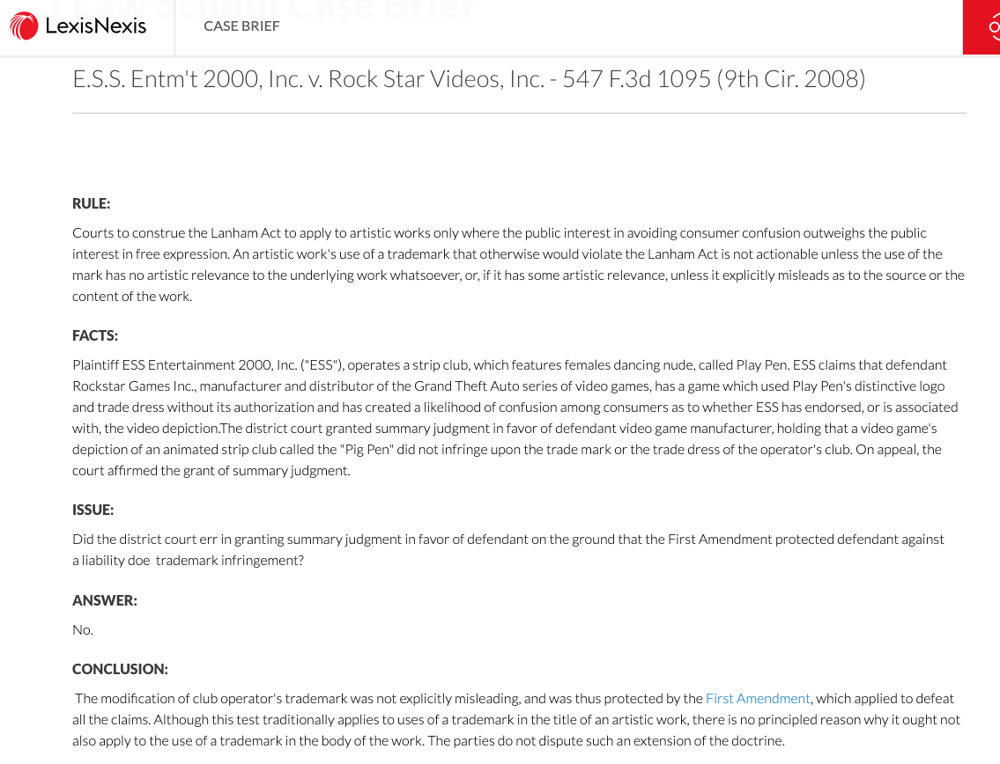 Law School Case Brief
LexisNexis
CASE BRIEF
E.S.S. Entm't 2000, Inc. v. Rock Star Videos, Inc. - 547 F.3d 1095 (9th Cir. 2008)
RULE:
Courts to construe the Lanham Act to apply to artistic works only where the public interest in avoiding consumer confusion outweighs the public
interest in free expression. An artistic work's use of a trademark that otherwise would violate the Lanham Act is not actionable unless the use of the
mark has no artistic relevance to the underlying work whatsoever, or, if it has some artistic relevance, unless it explicitly misleads as to the source or the
content of the work.
FACTS:
Plaintiff ESS Entertainment 2000, Inc. ("ESS"), operates a strip club, which features females dancing nude, called Play Pen. ESS claims that defendant
Rockstar Games Inc., manufacturer and distributor of the Grand Theft Auto series of video games, has a game which used Play Pen's distinctive logo
and trade dress without its authorization and has created a likelihood of confusion among consumers as to whether ESS has endorsed, or is associated
with, the video depiction.The district court granted summary judgment in favor of defendant video game manufacturer, holding that a video game's
depiction of an animated strip club called the "Pig Pen" did not infringe upon the trade mark or the trade dress of the operator's club. On appeal, the
court affirmed the grant of summary judgment.
ISSUE:
Did the district court err in granting summary judgment in favor of defendant on the ground that the First Amendment protected defendant against
a liability doe  trademark infringement?
ANSWER:
No.
CONCLUSION:
The modification of club operator's trademark was not explicitly misleading, and was thus protected by the First Amendment, which applied to defeat
all the claims. Although this test traditionally applies to uses of a trademark in the title of an artistic work, there is no principled reason why it ought not
also apply to the use of a trademark in the body of the work. The parties do not dispute such an extension of the doctrine.